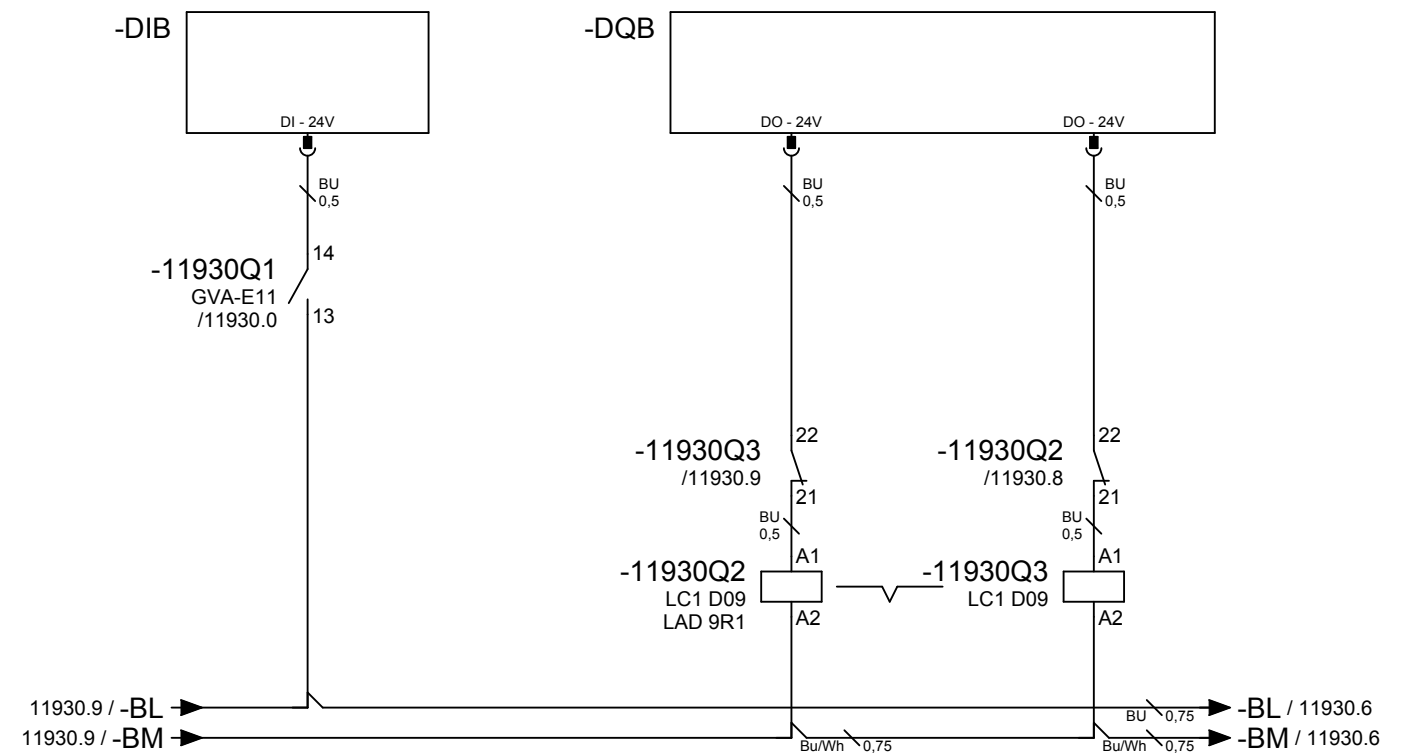 -DIB
DI - 24V
-DQB
DO - 24V
DO - 24V
BU
0,5
BU
0,5
BU
0,5
-11930Q1
GVA-E11
/11930.0
14
13
-11930Q3
/11930.9
22
21
-11930Q2
/11930.8
22
21
BU
0,5
BU
0,5
-11930Q2
LC1 D09
LAD 9R1
A1
A2
-11930Q3
LC1 D09
A1
A2
11930.9 / -BL
BU 0,75
-BL / 11930.6
11930.9 / -BM
Bu/Wh 0,75
Bu/Wh 0,75
-BM / 11930.6